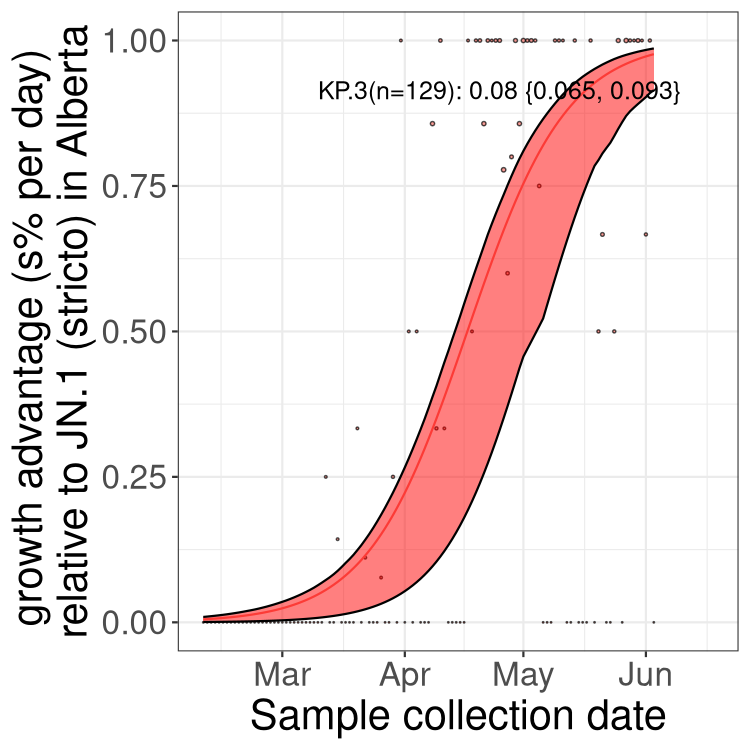 growth advantage (s% per day)
relative to JN.1 (stricto) in Alberta
1.00
0.75
0.50
0.25
0.00
KP.3(n=129): 0.08 {0.065, 0.093}
Mar Apr May Jun
Sample collection date